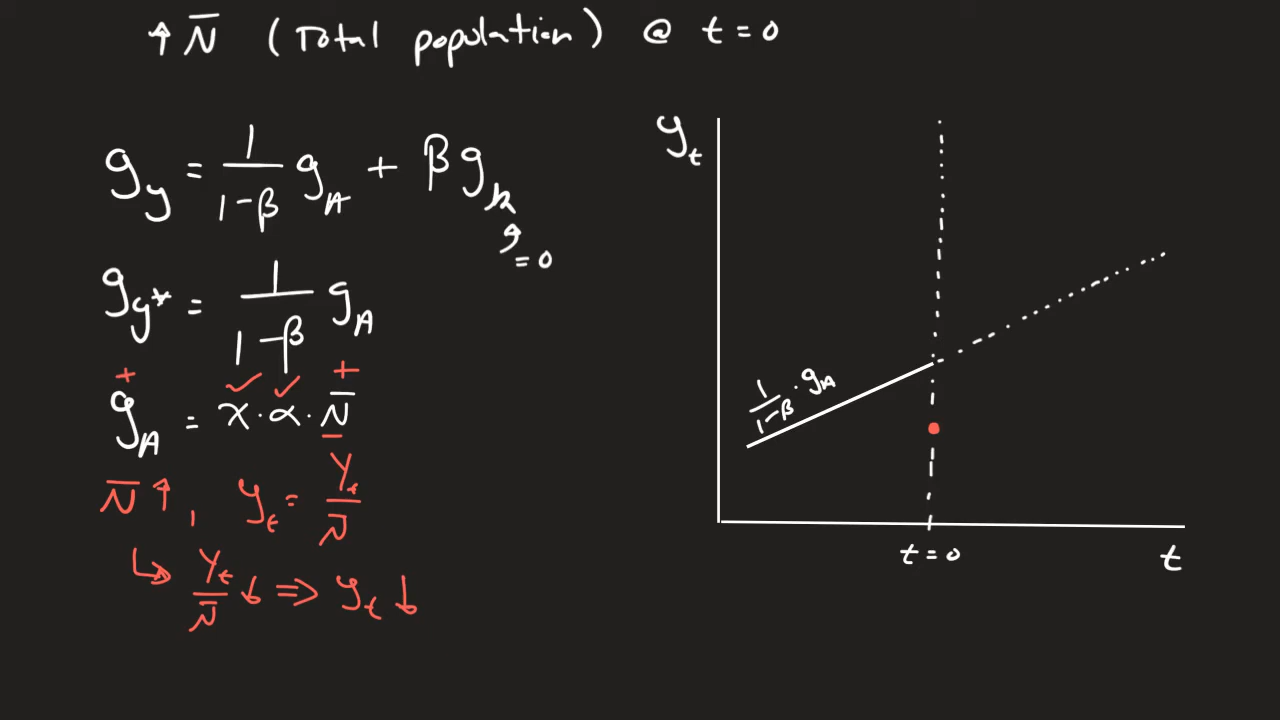 ↑ N̄ (Total population) @ t = 0
g_y = 1/(1-β) g_A + β g_k
g = 0
g_y* = 1/(1-β) g_A
+ ✓ ✓ +
g_A = χ · α · N̄
N̄ ↑, y_t = Y_t/N̄
↳ Y_t/N̄ ↓ ⇒ y_t ↓
y_t
1/(1-β) · g_A
t = 0
t